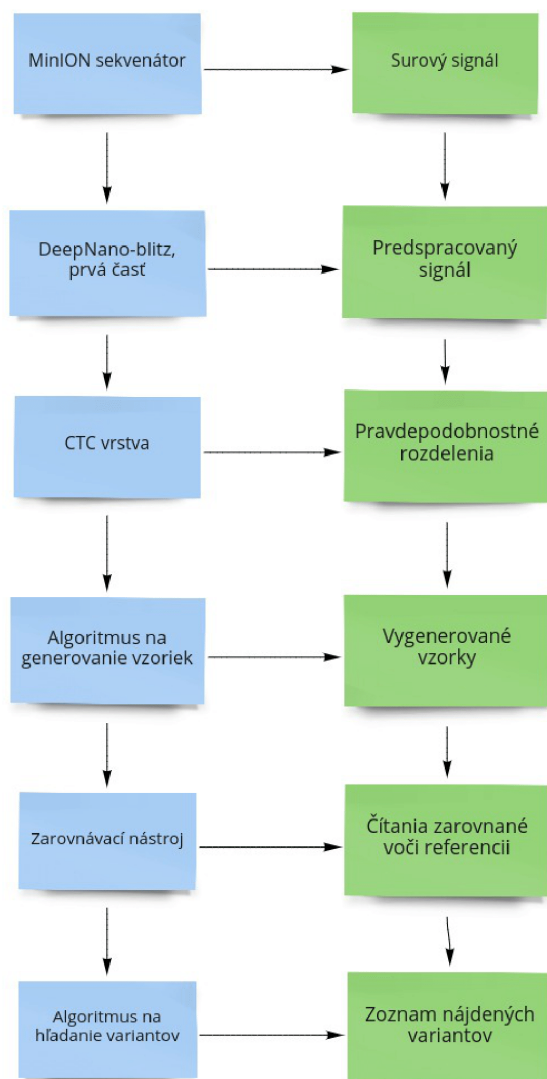 MinION sekvenátor
Surový signál
DeepNano-blitz,
prvá časť
Predspracovaný
signál
CTC vrstva
Pravdepodobnostné
rozdelenia
Algoritmus na
generovanie vzoriek
Vygenerované
vzorky
Zarovnávací nástroj
Čítania zarovnané
voči referencii
Algoritmus na
hľadanie variantov
Zoznam nájdených
variantov